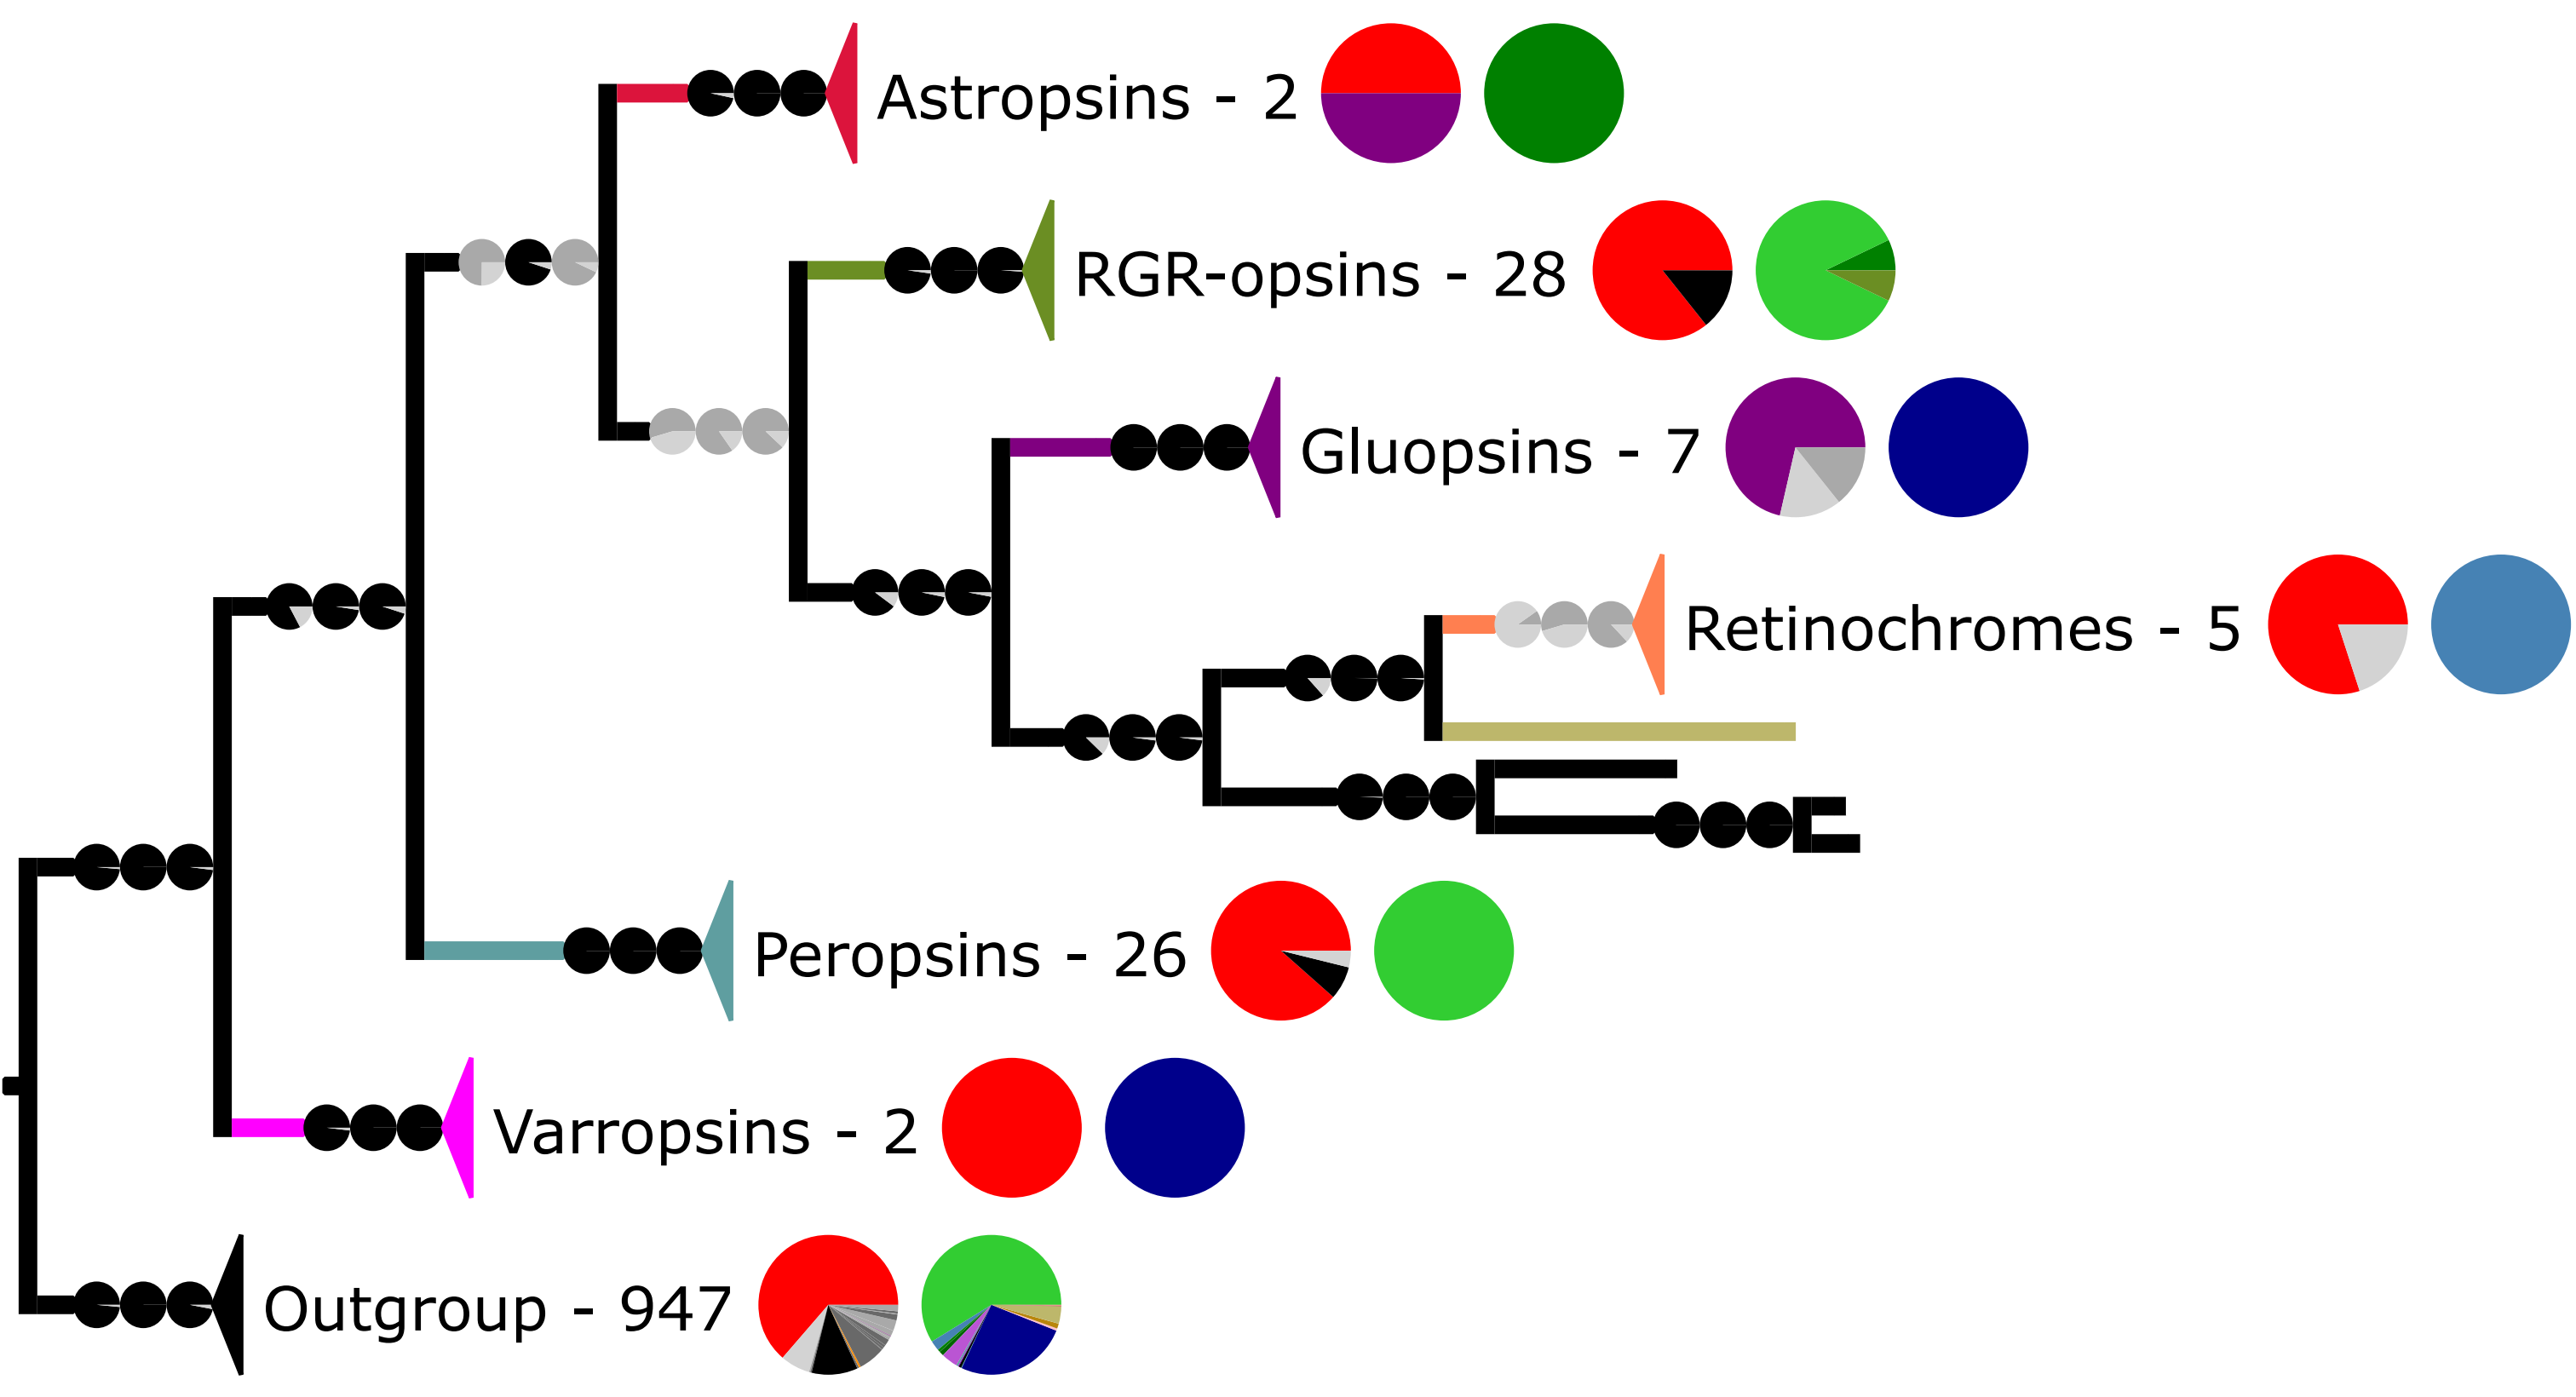 Astropsins - 2
RGR-opsins - 28
Gluopsins - 7
Retinochromes - 5
Peropsins - 26
Varropsins - 2
Outgroup - 947